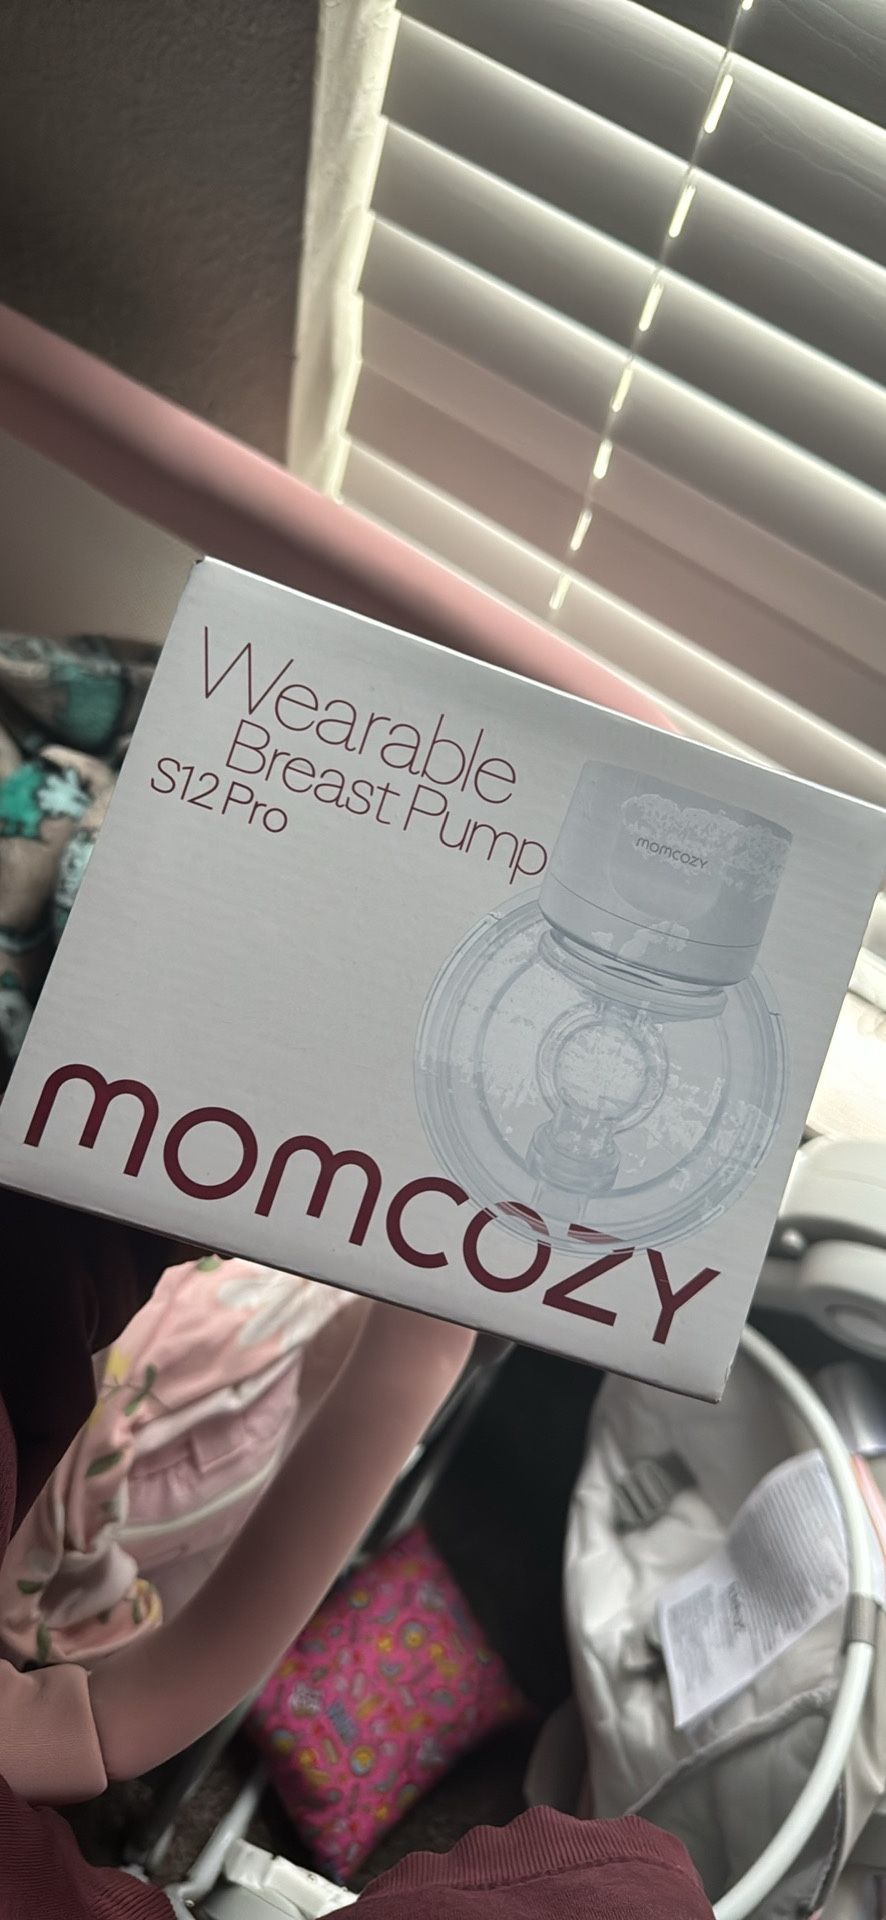 Wearable
Breast Pump
S12 Pro
momcozy
momcozy